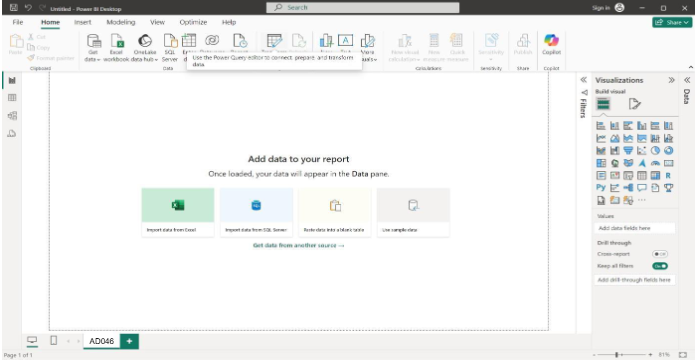 Untitled - Power BI Desktop
Search
Sign in
File Home Insert Modeling View Optimize Help
Share
Paste
Cut
Copy
Format painter
Get data
Excel workbook
OneLake data hub
SQL Server
Use the Power Query editor to connect, prepare, and transform
data.
More
New visual calculation
New measure
Quick measure
Sensitivity
Publish
Copilot
Clipboard
Data
Calculations
Sensitivity
Share
Copilot
Add data to your report
Once loaded, your data will appear in the Data pane.
Import data from Excel
Import data from SQL Server
Paste data into a blank table
Use sample data
Get data from another source →
Filters
Visualizations
Build visual
Data
R
Py
Values
Add data fields here
Drill through
Cross-report
Off
Keep all filters
On
Add drill-through fields here
AD046
Page 1 of 1
81%